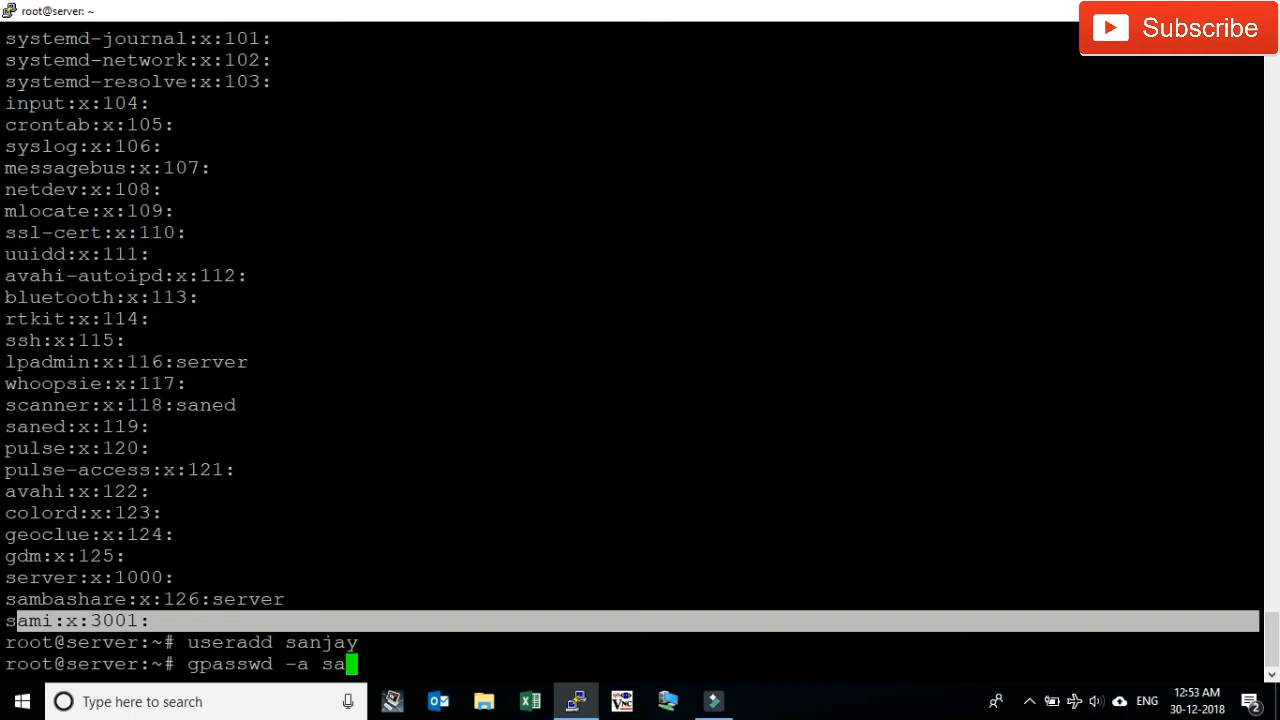 root@server: ~
Subscribe
systemd-journal:x:101:
systemd-network:x:102:
systemd-resolve:x:103:
input:x:104:
crontab:x:105:
syslog:x:106:
messagebus:x:107:
netdev:x:108:
mlocate:x:109:
ssl-cert:x:110:
uuidd:x:111:
avahi-autoipd:x:112:
bluetooth:x:113:
rtkit:x:114:
ssh:x:115:
lpadmin:x:116:server
whoopsie:x:117:
scanner:x:118:saned
saned:x:119:
pulse:x:120:
pulse-access:x:121:
avahi:x:122:
colord:x:123:
geoclue:x:124:
gdm:x:125:
server:x:1000:
sambashare:x:126:server
sami:x:3001:
root@server:~# useradd sanjay
root@server:~# gpasswd -a sa
Type here to search
ENG
12:53 AM
30-12-2018
2